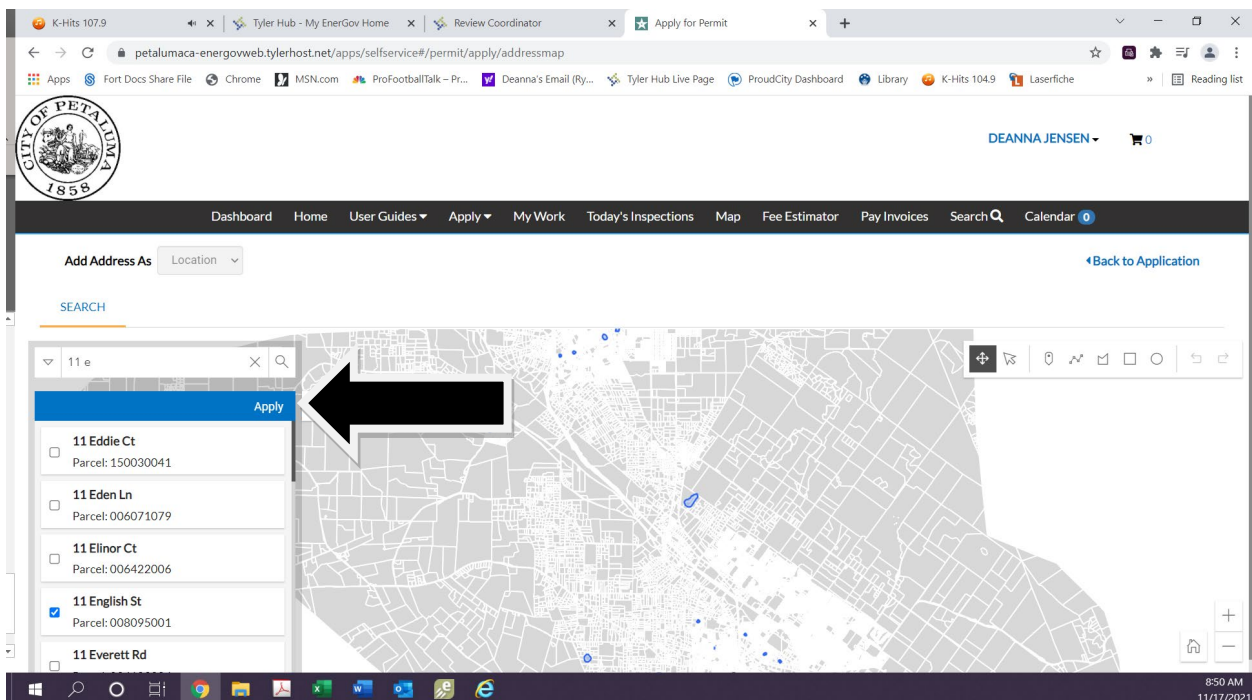 K-Hits 107.9 Tyler Hub - My EnerGov Home Review Coordinator Apply for Permit
petalumaca-energovweb.tylerhost.net/apps/selfservice#/permit/apply/addressmap
Apps Fort Docs Share File Chrome MSN.com ProFootballTalk – Pr... Deanna's Email (Ry... Tyler Hub Live Page ProudCity Dashboard Library K-Hits 104.9 Laserfiche » Reading list
CITY OF PETALUMA
1858
DEANNA JENSEN 0
Dashboard Home User Guides Apply My Work Today's Inspections Map Fee Estimator Pay Invoices Search Calendar 0
Add Address As Location Back to Application
SEARCH
11 e
Apply
11 Eddie Ct
Parcel: 150030041
11 Eden Ln
Parcel: 006071079
11 Elinor Ct
Parcel: 006422006
11 English St
Parcel: 008095001
11 Everett Rd
8:50 AM
11/17/2021